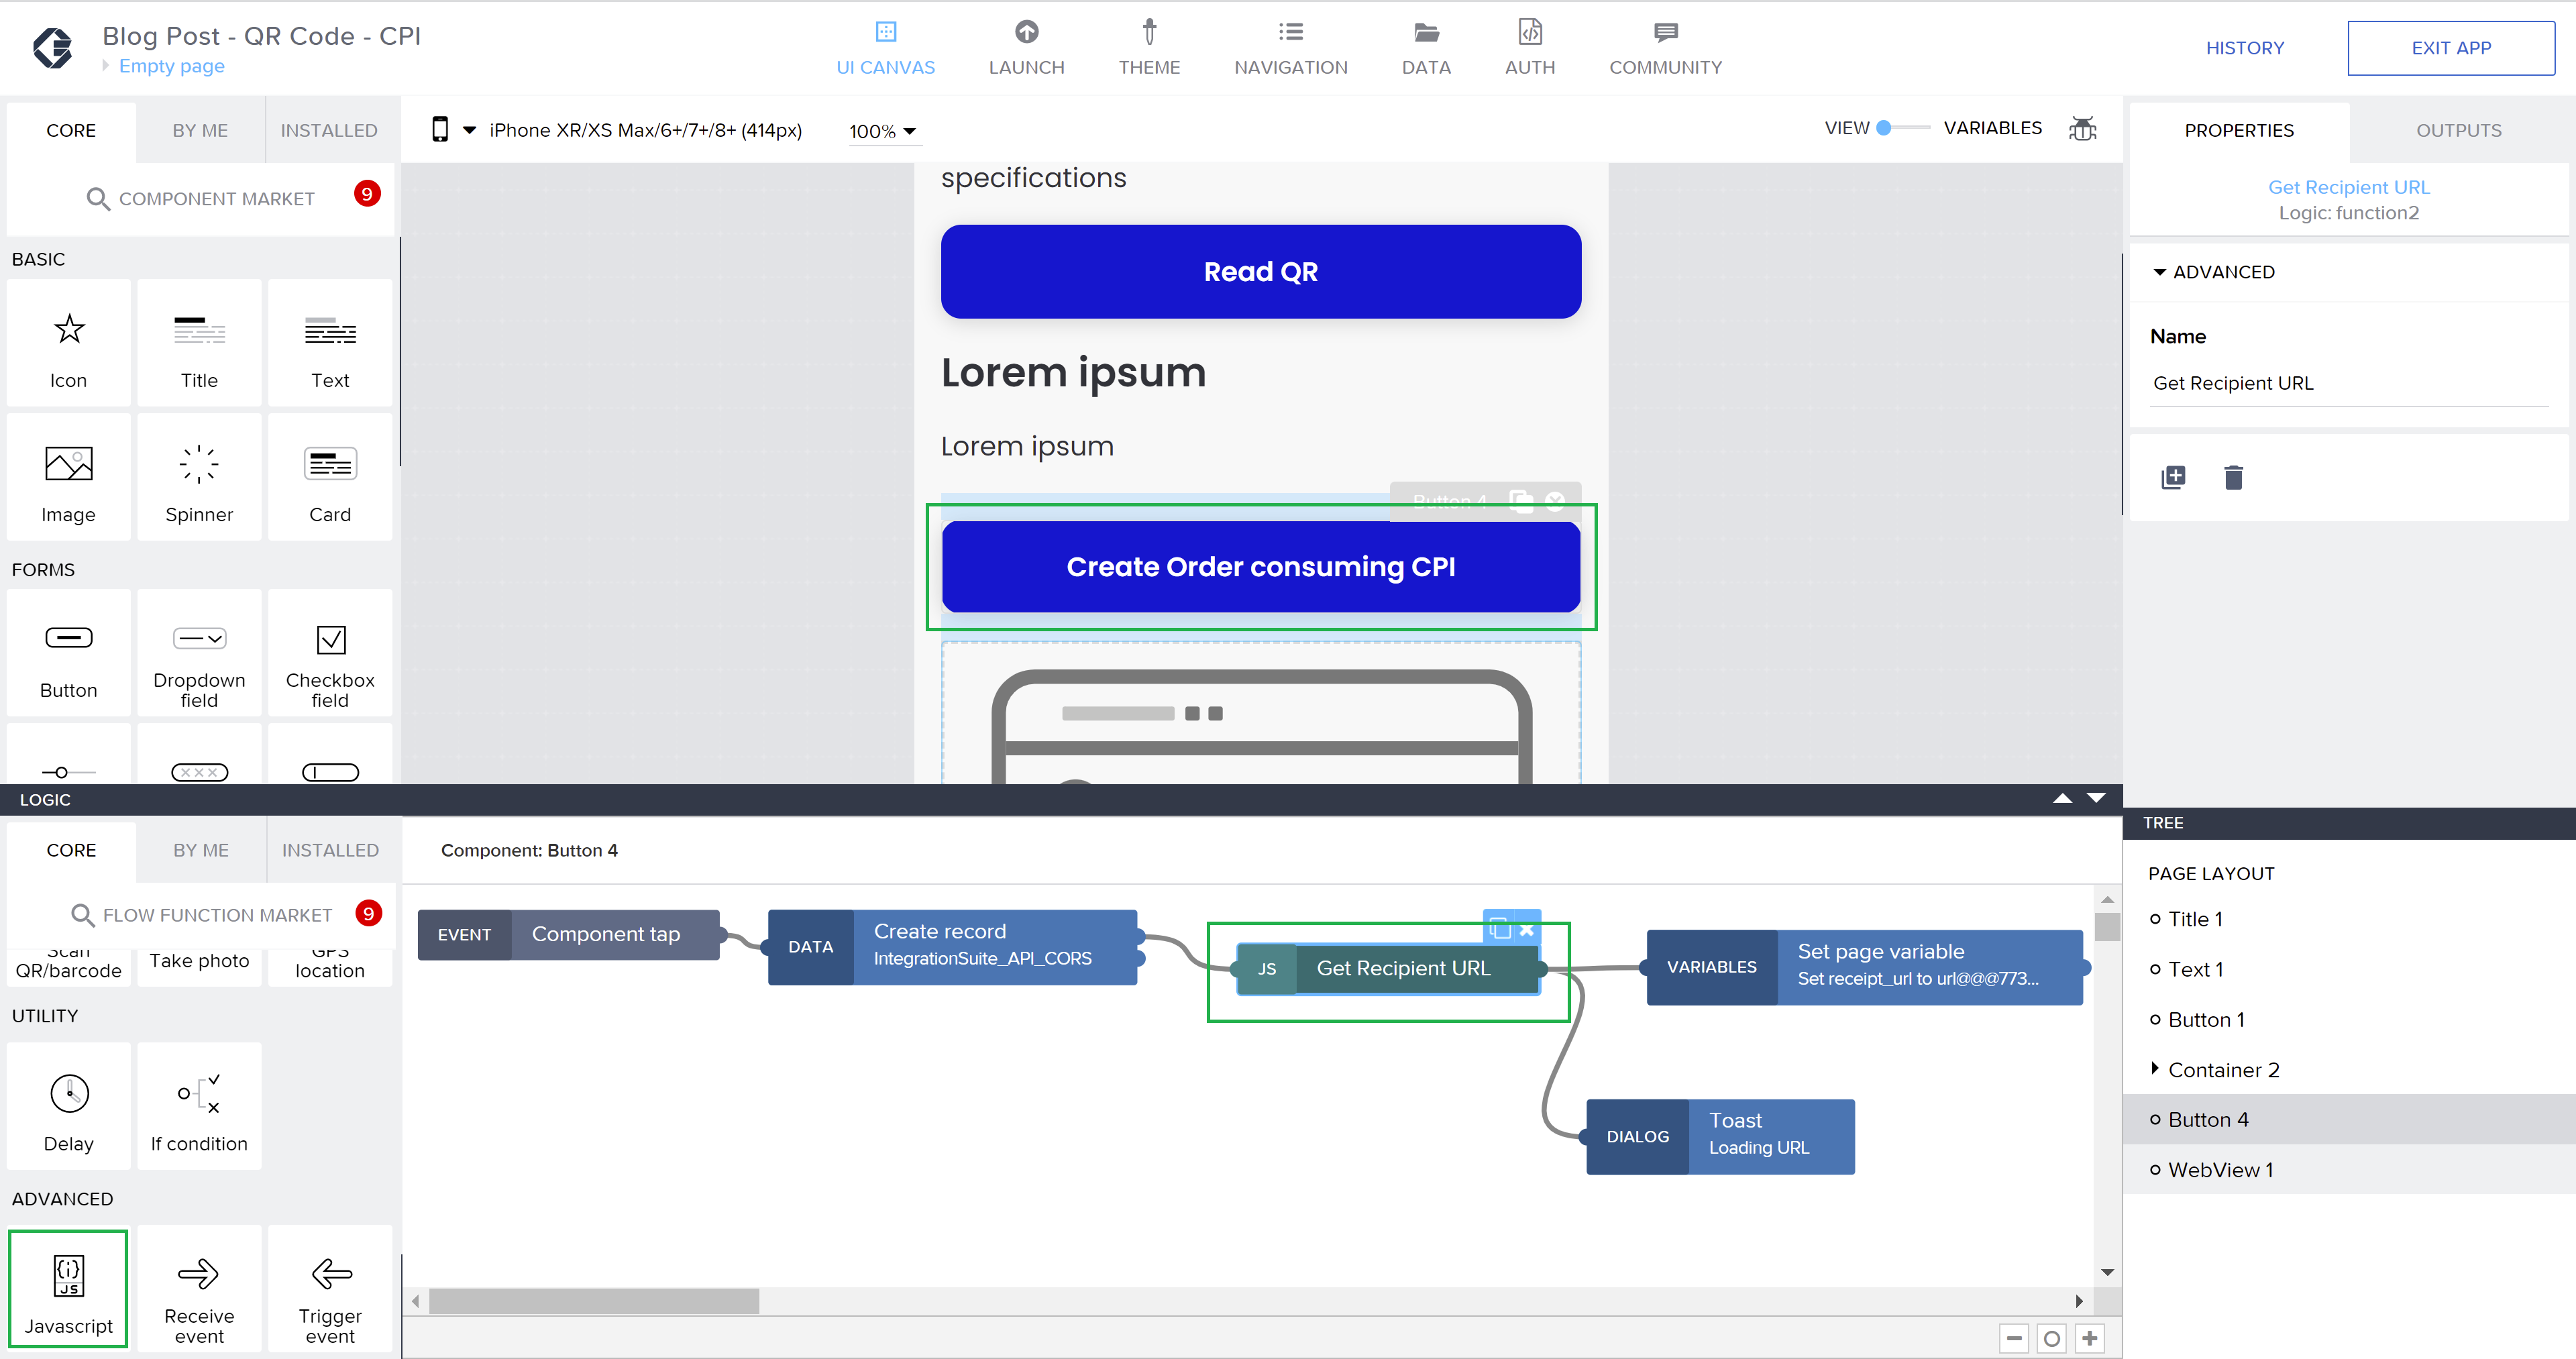 Blog Post - QR Code - CPI
Empty page
UI CANVAS
LAUNCH
THEME
NAVIGATION
DATA
AUTH
COMMUNITY
HISTORY
EXIT APP
CORE
BY ME
INSTALLED
COMPONENT MARKET
9
BASIC
Icon
Title
Text
Image
Spinner
Card
FORMS
Button
Dropdown
field
Checkbox
field
iPhone XR/XS Max/6+/7+/8+ (414px)
100%
VIEW
VARIABLES
specifications
Read QR
Lorem ipsum
Lorem ipsum
Button 4
Create Order consuming CPI
PROPERTIES
OUTPUTS
Get Recipient URL
Logic: function2
ADVANCED
Name
Get Recipient URL
LOGIC
CORE
BY ME
INSTALLED
FLOW FUNCTION MARKET
9
Scan
QR/barcode
Take photo
GPS
location
UTILITY
Delay
If condition
ADVANCED
JS
Javascript
Receive
event
Trigger
event
Component: Button 4
EVENT
Component tap
DATA
Create record
IntegrationSuite_API_CORS
JS
Get Recipient URL
VARIABLES
Set page variable
Set receipt_url to url@@@773...
DIALOG
Toast
Loading URL
TREE
PAGE LAYOUT
Title 1
Text 1
Button 1
Container 2
Button 4
WebView 1